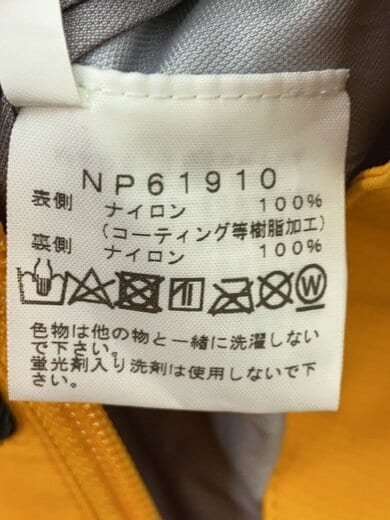 NP61910
表側 ナイロン 100%
(コーティング等樹脂加工)
裏側 ナイロン 100%
W
色物は他の物と一緒に洗濯しない
で下さい。
蛍光剤入り洗剤は使用しないで下
さい。